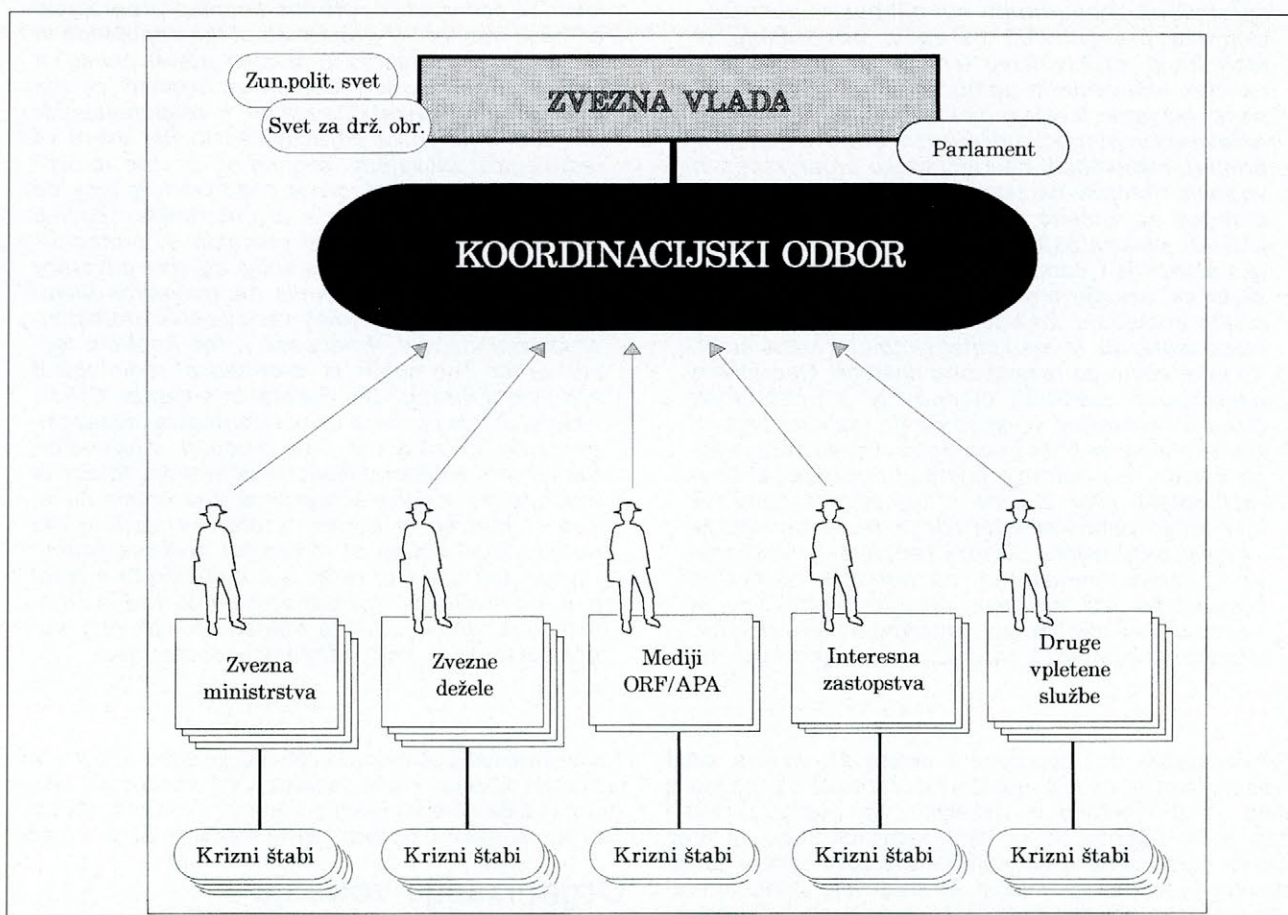 Zun.polit. svet
Svet za drž. obr.
ZVEZNA VLADA
Parlament
KOORDINACIJSKI ODBOR
Zvezna
ministrstva
Zvezne
dežele
Mediji
ORF/APA
Interesna
zastopstva
Druge
vpletene
službe
Krizni štabi
Krizni štabi
Krizni štabi
Krizni štabi
Krizni štabi